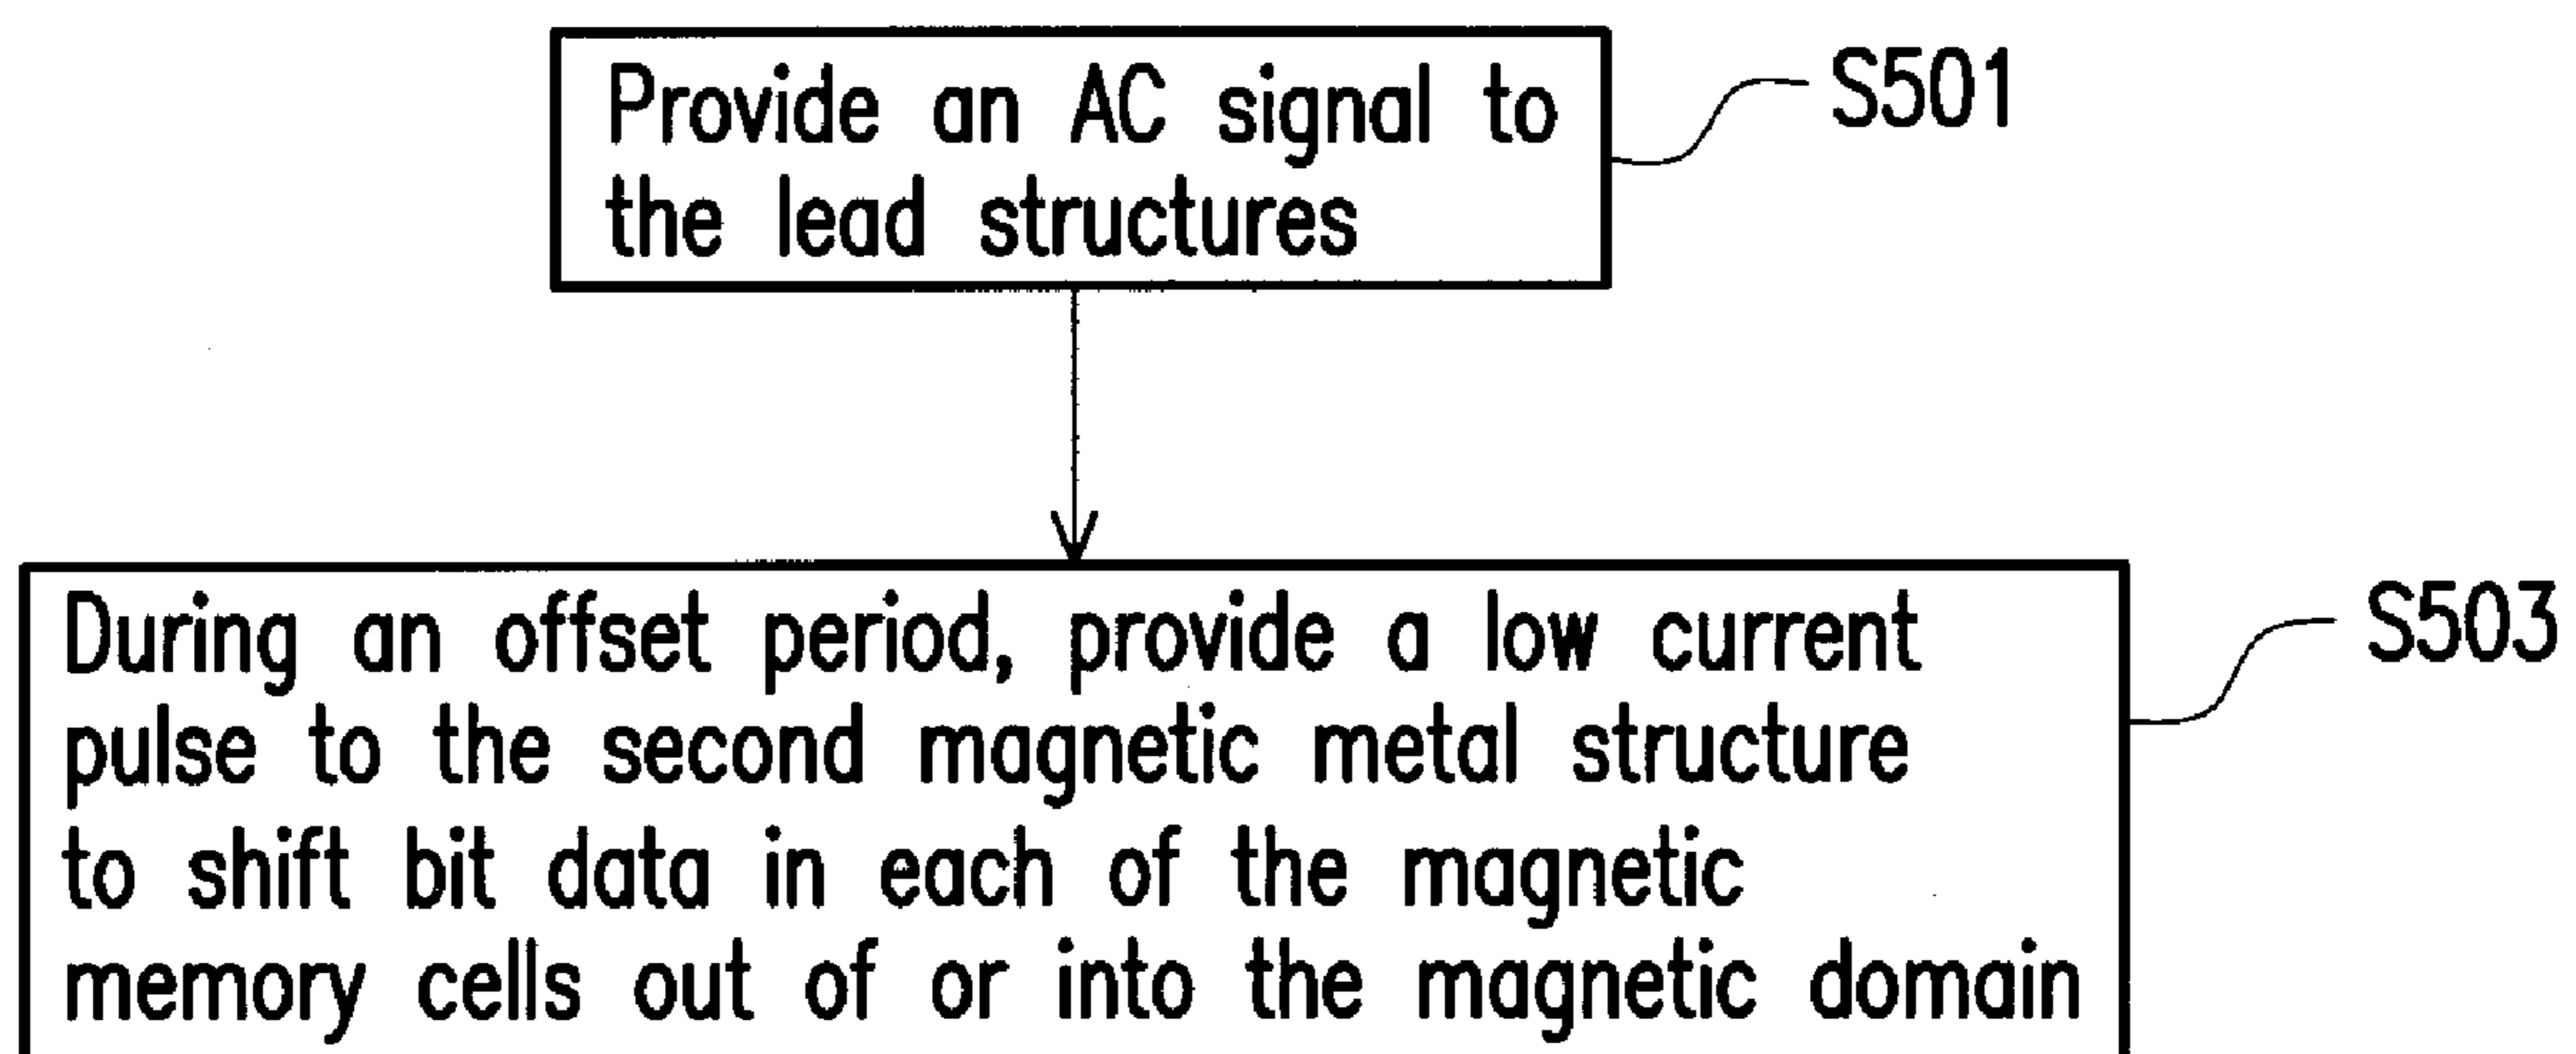 Provide an AC signal to
the lead structures
S501
During an offset period, provide a low current
pulse to the second magnetic metal structure
to shift bit data in each of the magnetic
memory cells out of or into the magnetic domain
S503